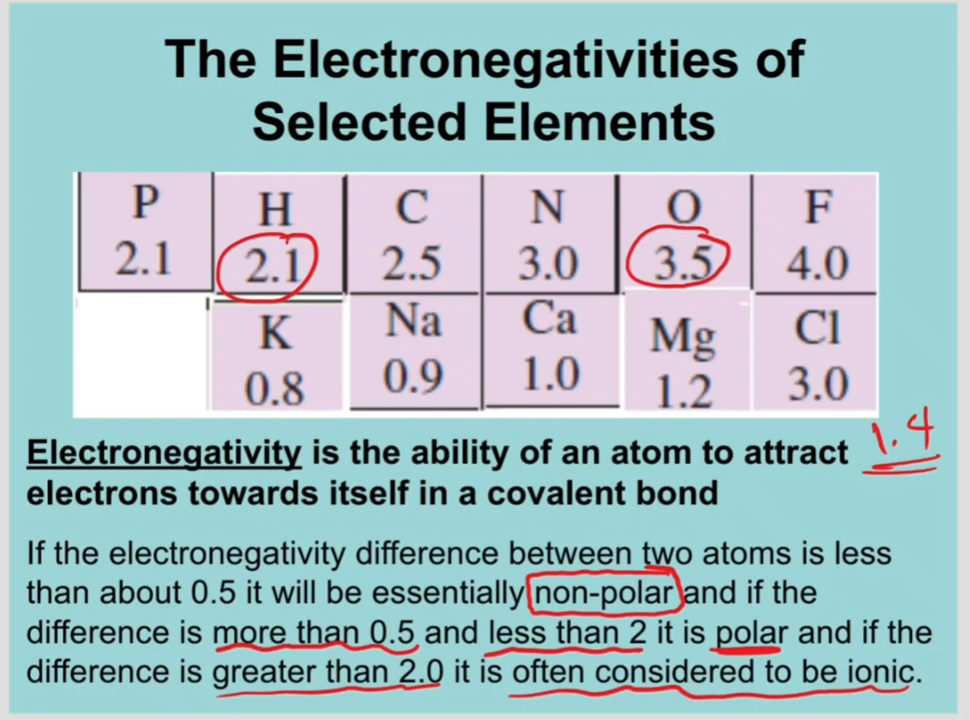 The Electronegativities of
Selected Elements
P H C N O F
2.1 2.1 2.5 3.0 3.5 4.0
K Na Ca Mg Cl
0.8 0.9 1.0 1.2 3.0
1.4
Electronegativity is the ability of an atom to attract
electrons towards itself in a covalent bond
If the electronegativity difference between two atoms is less
than about 0.5 it will be essentially non-polar and if the
difference is more than 0.5 and less than 2 it is polar and if the
difference is greater than 2.0 it is often considered to be ionic.